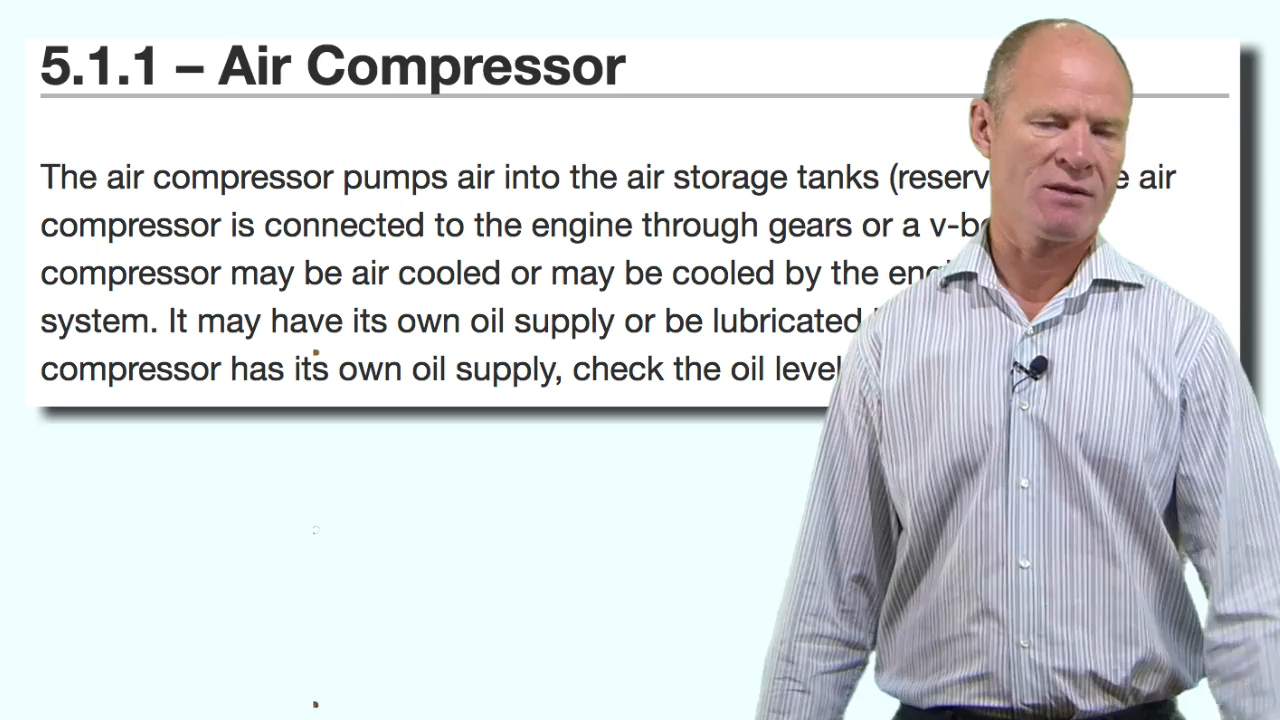 5.1.1 – Air Compressor
The air compressor pumps air into the air storage tanks air
compressor is connected to the engine through gears or a
compressor may be air cooled or may be cooled by the
system. It may have its own oil supply or be lubricated
compressor has its own oil supply, check the oil level